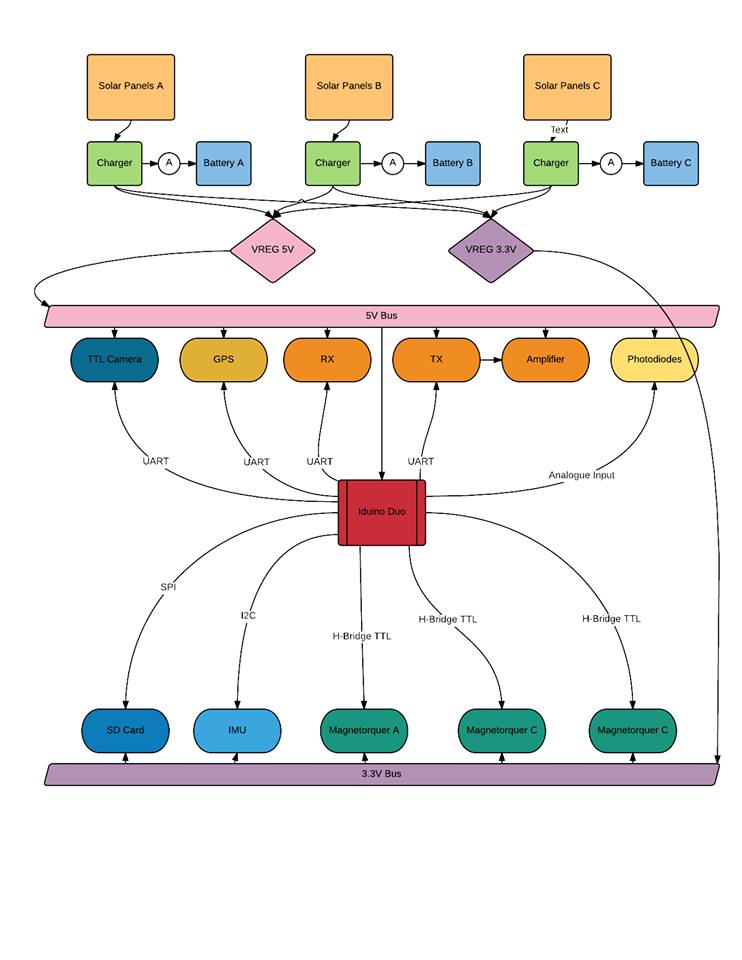 Solar Panels A
Solar Panels B
Solar Panels C
Text
Charger
A
Battery A
Charger
A
Battery B
Charger
A
Battery C
VREG 5V
VREG 3.3V
5V Bus
TTL Camera
GPS
RX
TX
Amplifier
Photodiodes
UART
UART
UART
UART
Analogue Input
Iduino Duo
SPI
I2C
H-Bridge TTL
H-Bridge TTL
H-Bridge TTL
SD Card
IMU
Magnetorquer A
Magnetorquer C
Magnetorquer C
3.3V Bus